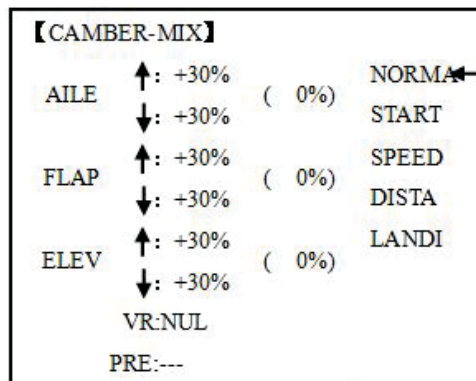 【CAMBER-MIX】
AILE ↑: +30% ( 0%) NORMA←
↓: +30% START
FLAP ↑: +30% ( 0%) SPEED
↓: +30% DISTA
ELEV ↑: +30% ( 0%) LANDI
↓: +30%
VR:NUL
PRE:---